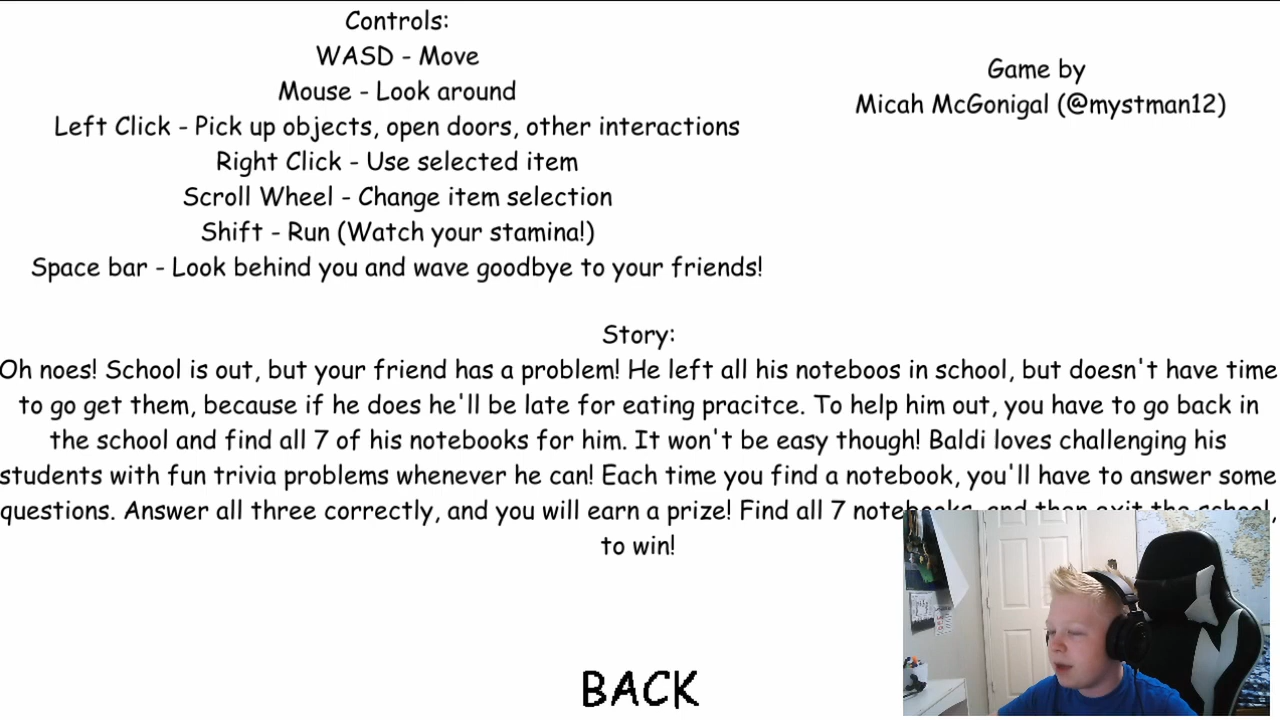 Controls:
WASD - Move
Mouse - Look around
Left Click - Pick up objects, open doors, other interactions
Right Click - Use selected item
Scroll Wheel - Change item selection
Shift - Run (Watch your stamina!)
Space bar - Look behind you and wave goodbye to your friends!
Game by
Micah McGonigal (@mystman12)
Story:
Oh noes! School is out, but your friend has a problem! He left all his noteboos in school, but doesn't have time
to go get them, because if he does he'll be late for eating pracitce. To help him out, you have to go back in
the school and find all 7 of his notebooks for him. It won't be easy though! Baldi loves challenging his
students with fun trivia problems whenever he can! Each time you find a notebook, you'll have to answer some
questions. Answer all three correctly, and you will earn a prize! Find all 7 notebooks, and then exit the school,
to win!
BACK